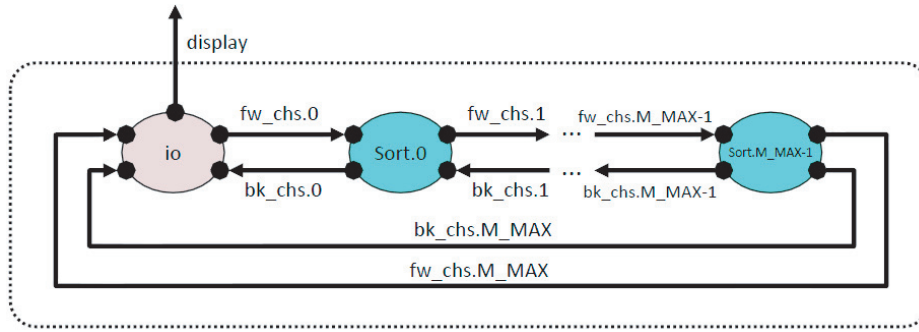 display
fw_chs.0
fw_chs.1
fw_chs.M_MAX-1
io
Sort.0
...
...
Sort.M_MAX-1
bk_chs.0
bk_chs.1
bk_chs.M_MAX-1
bk_chs.M_MAX
fw_chs.M_MAX